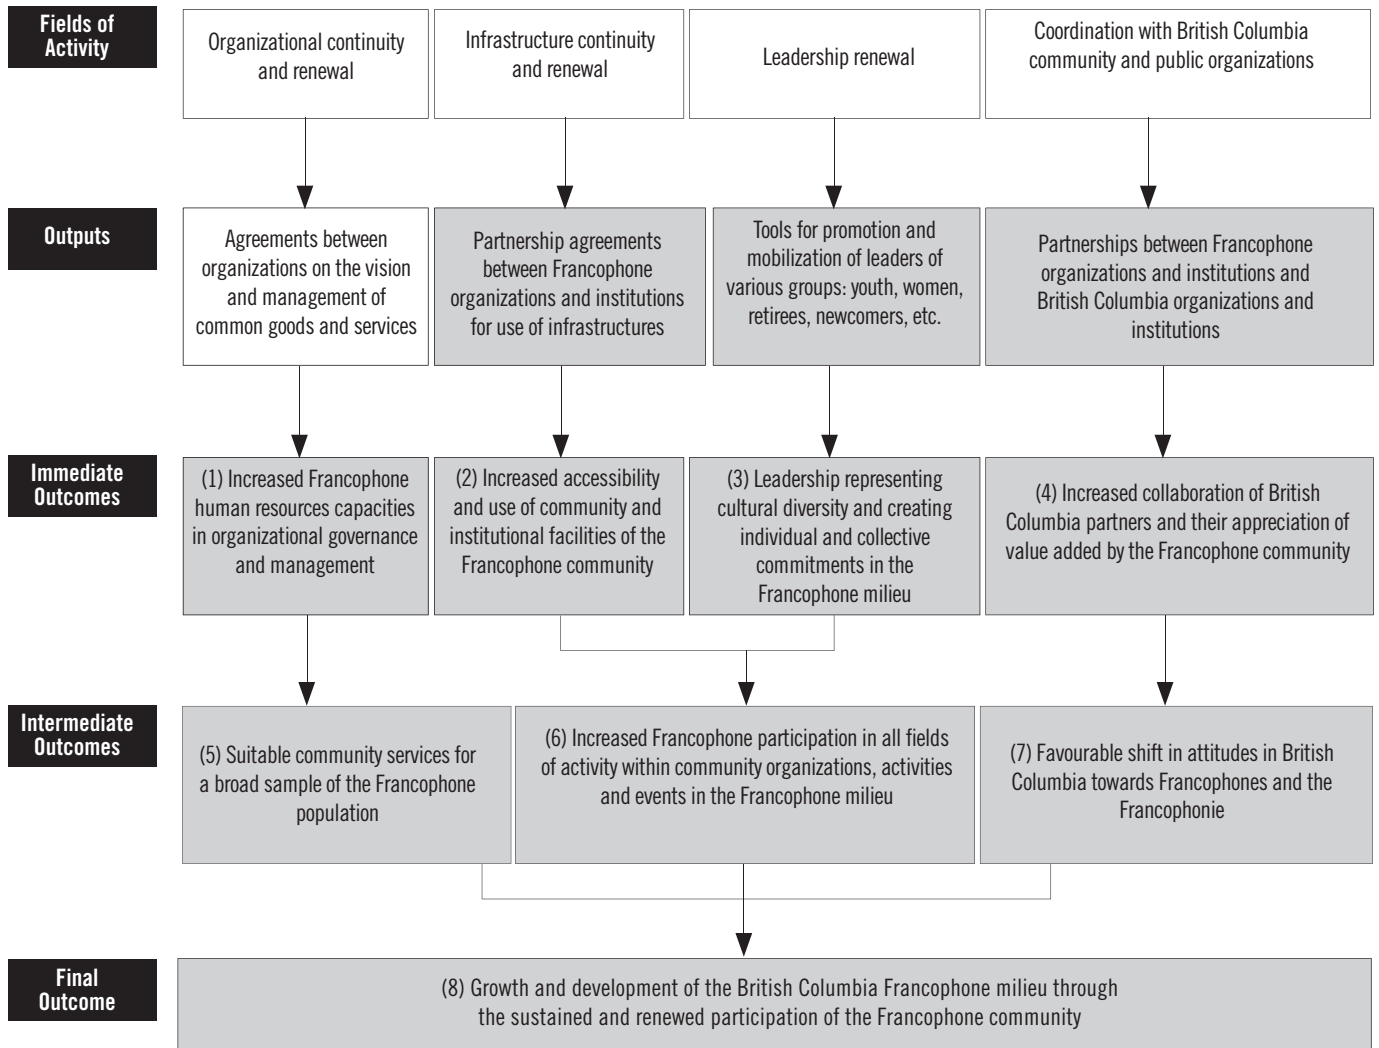 Fields of
Activity
Organizational continuity
and renewal
Infrastructure continuity
and renewal
Leadership renewal
Coordination with British Columbia
community and public organizations
Outputs
Agreements between
organizations on the vision
and management of
common goods and services
Partnership agreements
between Francophone
organizations and institutions
for use of infrastructures
Tools for promotion and
mobilization of leaders of
various groups: youth, women,
retirees, newcomers, etc.
Partnerships between Francophone
organizations and institutions and
British Columbia organizations and
institutions
Immediate
Outcomes
(1) Increased Francophone
human resources capacities
in organizational governance
and management
(2) Increased accessibility
and use of community and
institutional facilities of the
Francophone community
(3) Leadership representing
cultural diversity and creating
individual and collective
commitments in the
Francophone milieu
(4) Increased collaboration of British
Columbia partners and their appreciation of
value added by the Francophone community
Intermediate
Outcomes
(5) Suitable community services for
a broad sample of the Francophone
population
(6) Increased Francophone participation in all fields
of activity within community organizations, activities
and events in the Francophone milieu
(7) Favourable shift in attitudes in British
Columbia towards Francophones and the
Francophonie
Final
Outcome
(8) Growth and development of the British Columbia Francophone milieu through
the sustained and renewed participation of the Francophone community